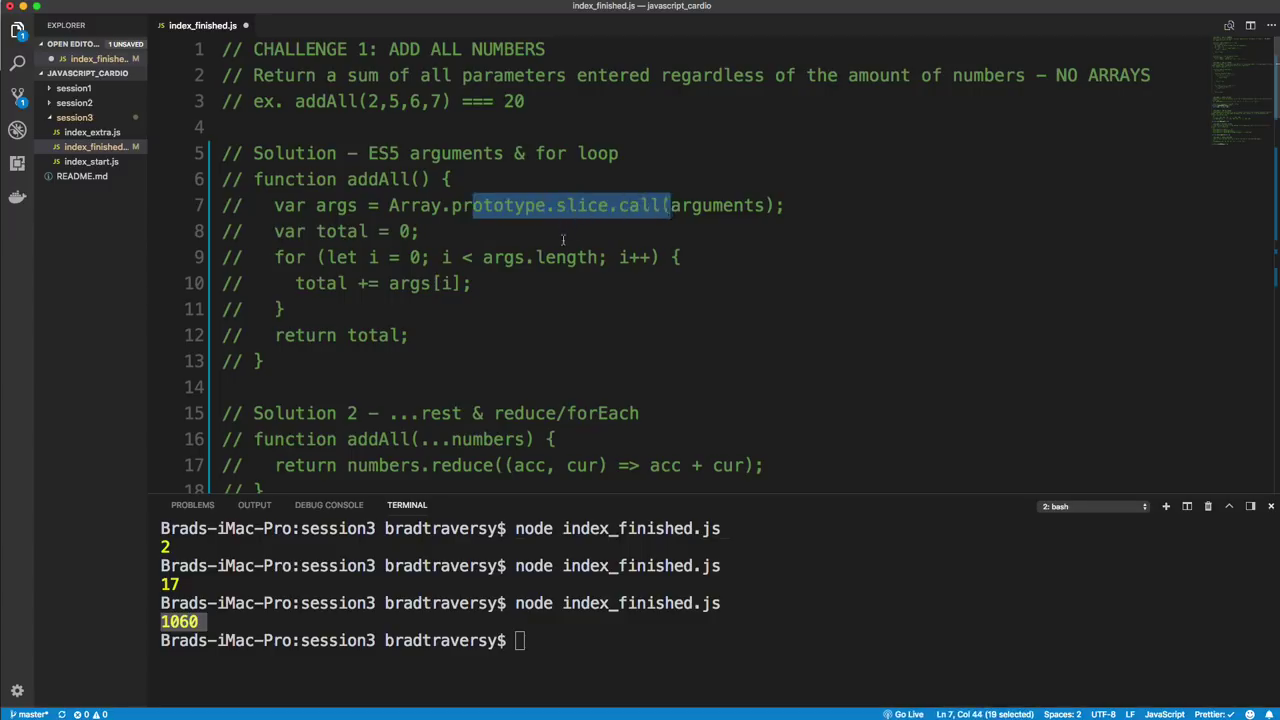 index_finished.js — javascript_cardio
EXPLORER
index_finished.js
OPEN EDITO... 1 UNSAVED
index_finishe.. M
JAVASCRIPT_CARDIO
session1
session2
session3
index_extra.js
index_finished.... M
index_start.js
README.md
1 // CHALLENGE 1: ADD ALL NUMBERS
2 // Return a sum of all parameters entered regardless of the amount of numbers - NO ARRAYS
3 // ex. addAll(2,5,6,7) === 20
4
5 // Solution - ES5 arguments & for loop
6 // function addAll() {
7 //   var args = Array.prototype.slice.call(arguments);
8 //   var total = 0;
9 //   for (let i = 0; i < args.length; i++) {
10 //     total += args[i];
11 //   }
12 //   return total;
13 // }
14
15 // Solution 2 - ...rest & reduce/forEach
16 // function addAll(...numbers) {
17 //   return numbers.reduce((acc, cur) => acc + cur);
18 // }
PROBLEMS OUTPUT DEBUG CONSOLE TERMINAL 2: bash
Brads-iMac-Pro:session3 bradtraversy$ node index_finished.js
2
Brads-iMac-Pro:session3 bradtraversy$ node index_finished.js
17
Brads-iMac-Pro:session3 bradtraversy$ node index_finished.js
1060
Brads-iMac-Pro:session3 bradtraversy$
master* 0 0 Go Live Ln 7, Col 44 (19 selected) Spaces: 2 UTF-8 LF JavaScript Prettier: ✓